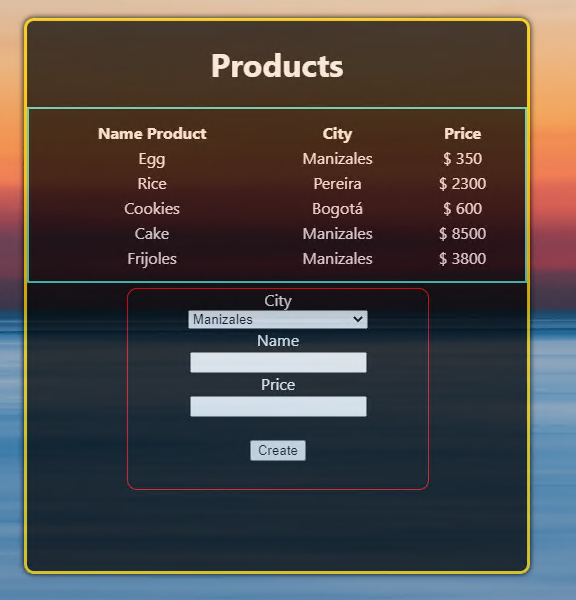 Products
Name Product City Price
Egg Manizales $ 350
Rice Pereira $ 2300
Cookies Bogotá $ 600
Cake Manizales $ 8500
Frijoles Manizales $ 3800
City
Manizales
Name
Price
Create